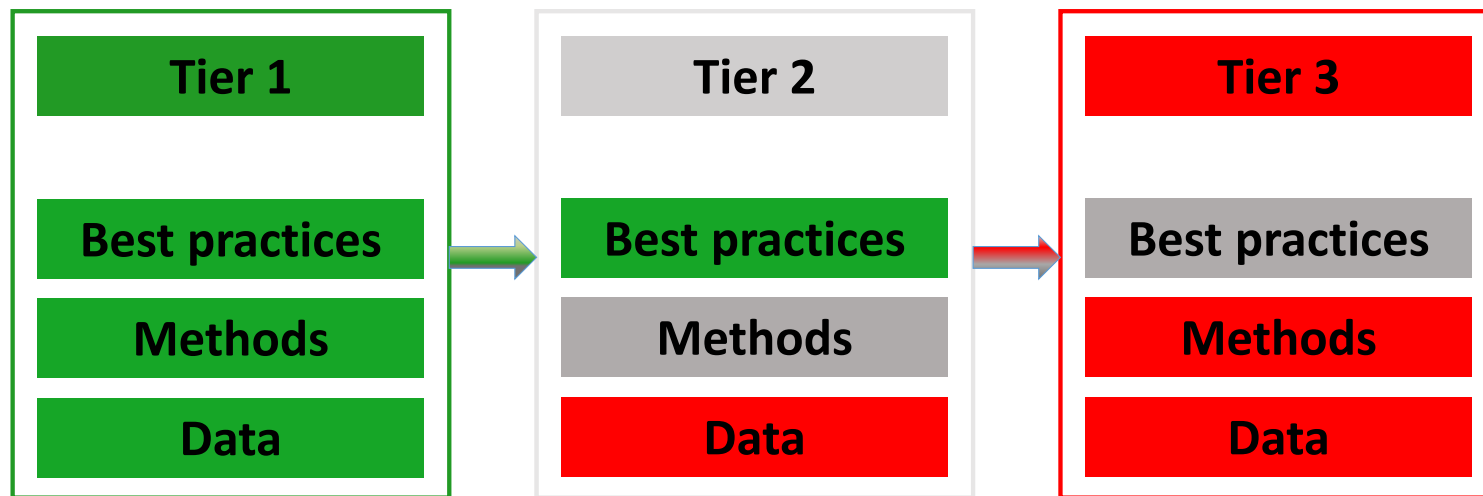 Tier 1
Best practices
Methods
Data
Tier 2
Best practices
Methods
Data
Tier 3
Best practices
Methods
Data